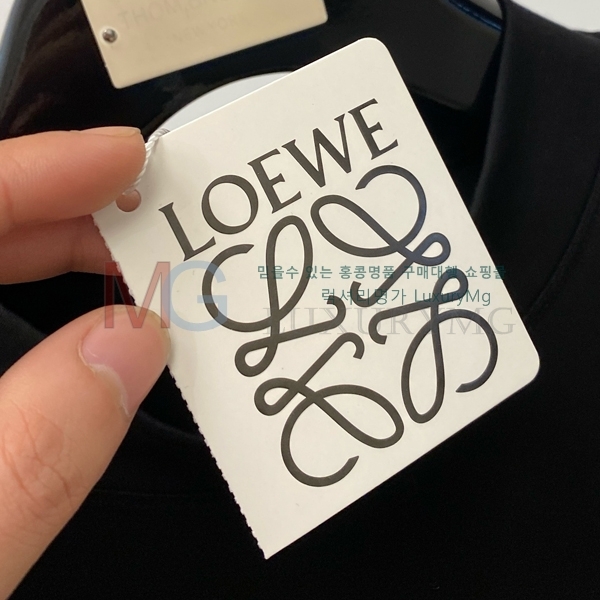 THOM
LOEWE
MG
믿을수 있는 홍콩명품 구매대행 쇼핑몰
럭셔리명가 LuxuryMg
LUXURYMG